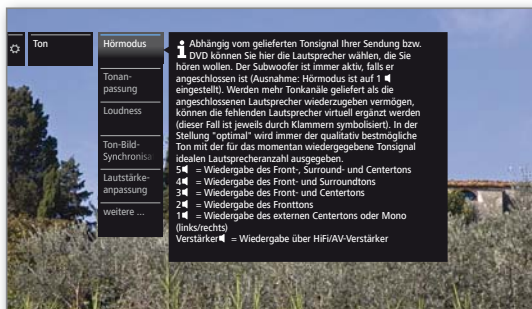 Ton
Hörmodus
Tonan-
passung
Loudness
Ton-Bild-
Synchronisa
Lautstärke-
anpassung
weitere ...
i Abhängig vom gelieferten Tonsignal Ihrer Sendung bzw.
DVD können Sie hier die Lautsprecher wählen, die Sie
hören wollen. Der Subwoofer ist immer aktiv, falls er
angeschlossen ist (Ausnahme: Hörmodus ist auf 1
eingestellt). Werden mehr Tonkanäle geliefert als die
angeschlossenen Lautsprecher wiederzugeben vermögen,
können die fehlenden Lautsprecher virtuell ergänzt werden
(dieser Fall ist jeweils durch Klammern symbolisiert). In der
Stellung "optimal" wird immer der qualitativ bestmögliche
Ton mit der für das momentan wiedergegebene Tonsignal
idealen Lautsprecheranzahl ausgegeben.
5 = Wiedergabe des Front-, Surround- und Centertons
4 = Wiedergabe des Front- und Surroundtons
3 = Wiedergabe des Front- und Centertons
2 = Wiedergabe des Fronttons
1 = Wiedergabe des externen Centertons oder Mono
(links/rechts)
Verstärker = Wiedergabe über HiFi/AV-Verstärker